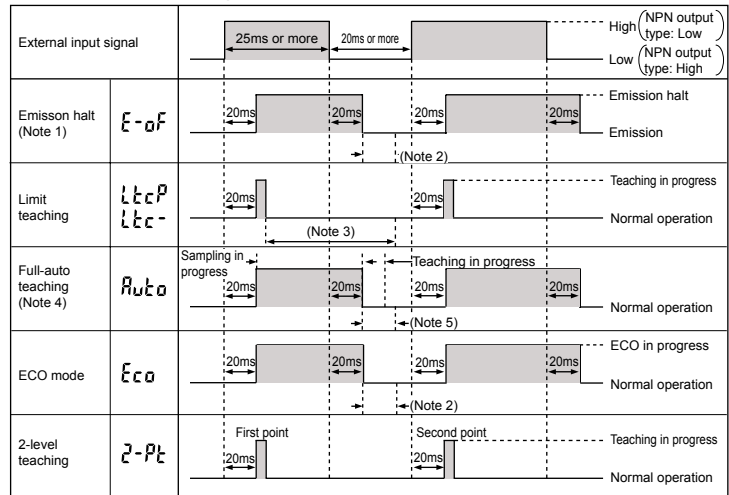 External input signal
25ms or more
20ms or more
High (NPN output type: Low)
Low (NPN output type: High)
Emisson halt (Note 1)
E-oF
20ms
20ms
20ms
20ms
(Note 2)
Emission halt
Emission
Limit teaching
LtcP
Ltc-
20ms
20ms
(Note 3)
Teaching in progress
Normal operation
Full-auto teaching (Note 4)
Auto
Sampling in progress
Teaching in progress
20ms
20ms
20ms
20ms
(Note 5)
Normal operation
ECO mode
Eco
20ms
20ms
20ms
20ms
(Note 2)
ECO in progress
Normal operation
2-level teaching
2-Pt
First point
Second point
20ms
20ms
Teaching in progress
Normal operation